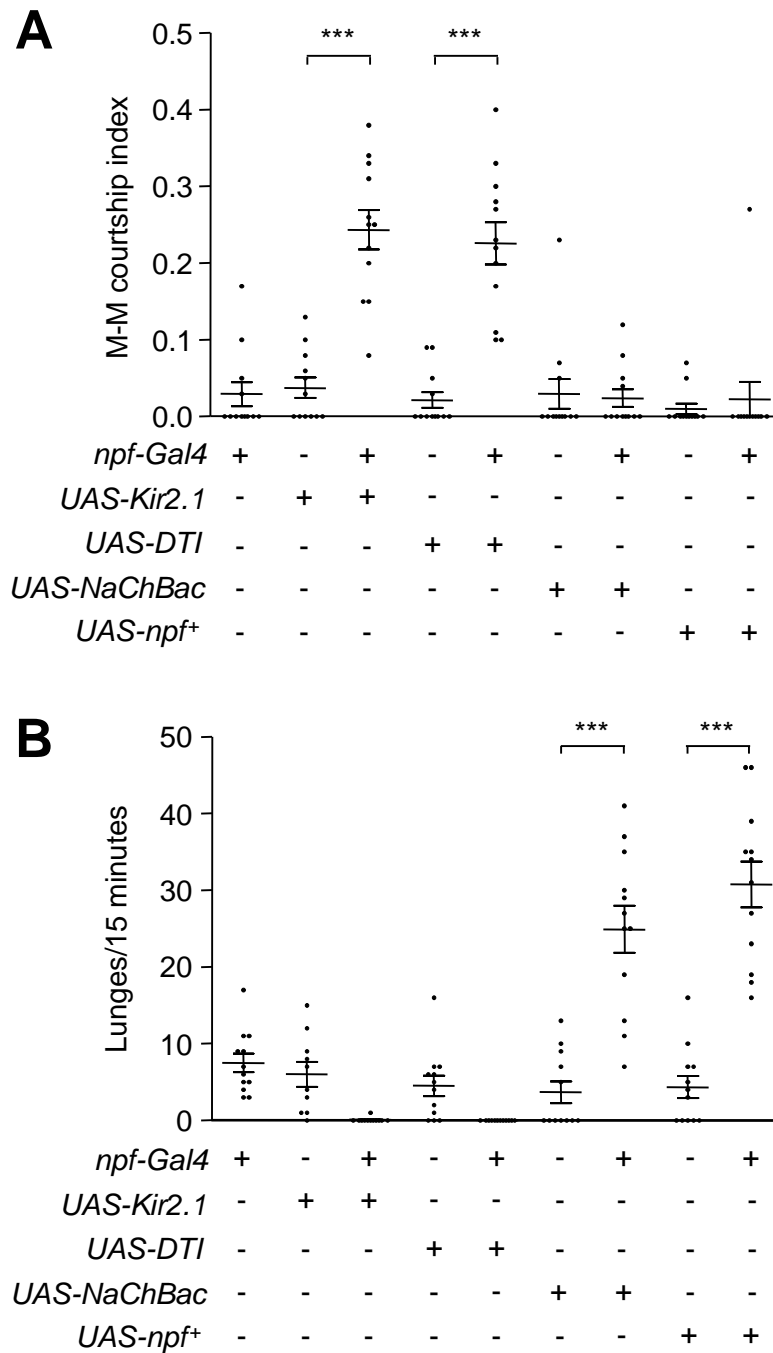 A
M-M courtship index
0.5
0.4
0.3
0.2
0.1
0.0
*** ***
npf-Gal4 + - + - + - + - +
UAS-Kir2.1 - + + - - - - - -
UAS-DTI - - - + + - - - -
UAS-NaChBac - - - - - + + - -
UAS-npf⁺ - - - - - - - + +
B
Lunges/15 minutes
50
40
30
20
10
0
*** ***
npf-Gal4 + - + - + - + - +
UAS-Kir2.1 - + + - - - - - -
UAS-DTI - - - + + - - - -
UAS-NaChBac - - - - - + + - -
UAS-npf⁺ - - - - - - - + +